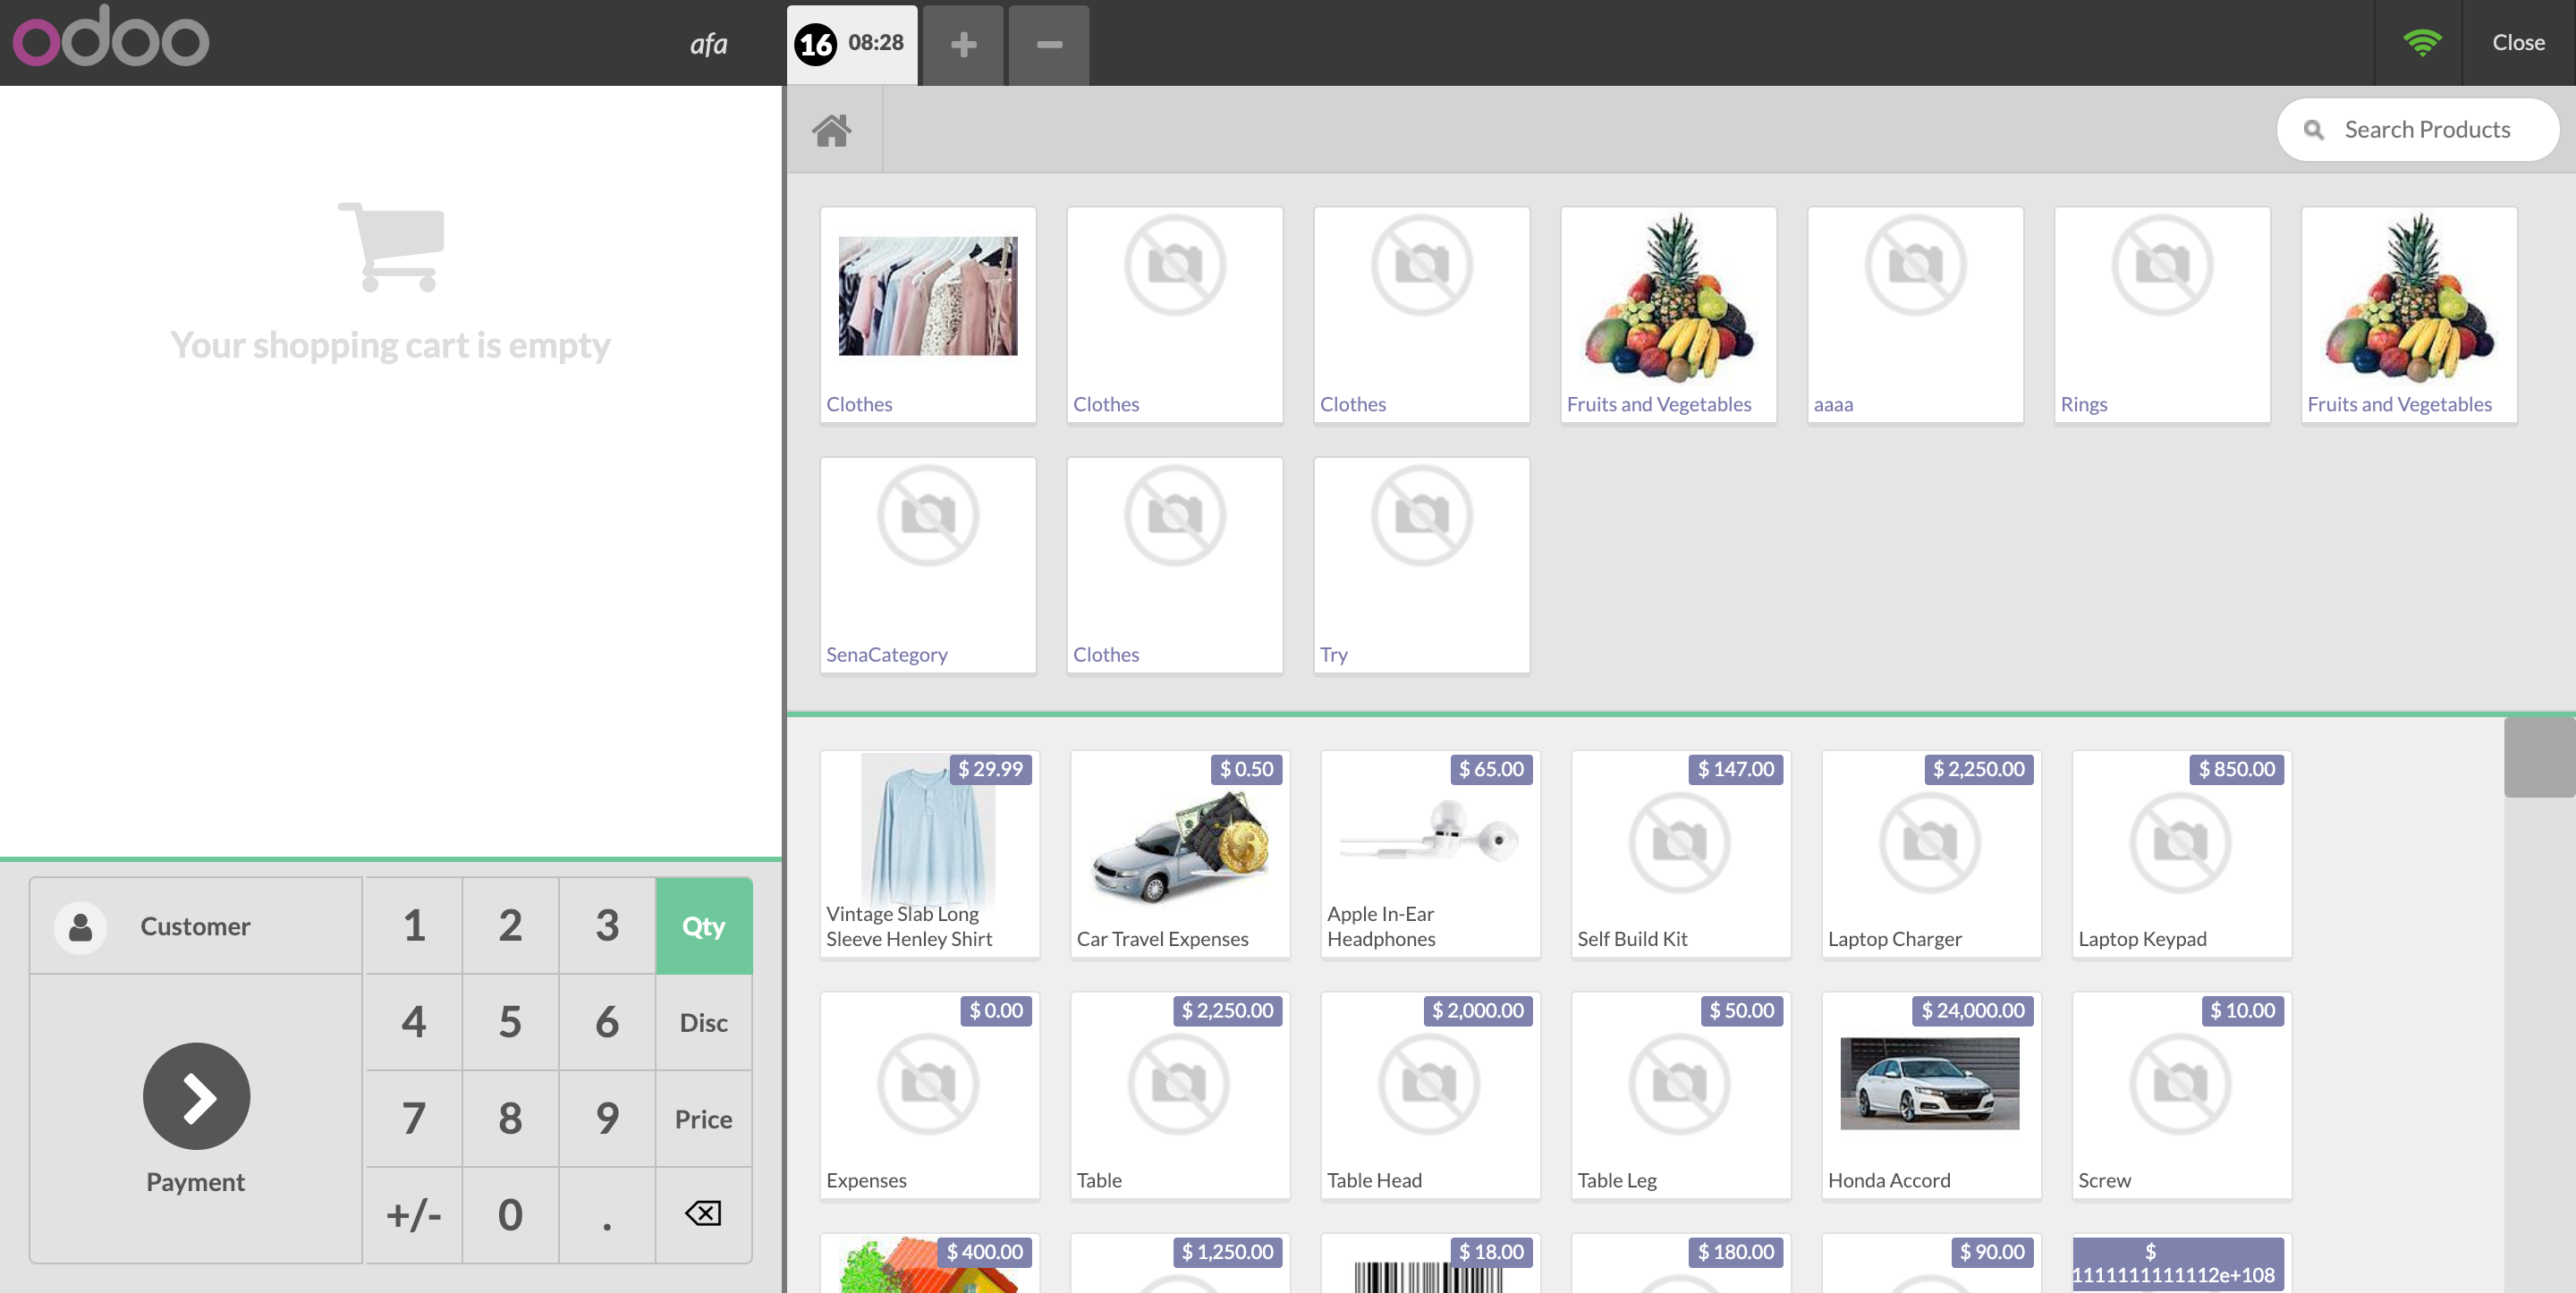 odoo
afa
16 08:28
Close
Search Products
Your shopping cart is empty
Clothes
Clothes
Clothes
Fruits and Vegetables
aaaa
Rings
Fruits and Vegetables
SenaCategory
Clothes
Try
$ 29.99
Vintage Slab Long
Sleeve Henley Shirt
$ 0.50
Car Travel Expenses
$ 65.00
Apple In-Ear
Headphones
$ 147.00
Self Build Kit
$ 2,250.00
Laptop Charger
$ 850.00
Laptop Keypad
$ 0.00
Expenses
$ 2,250.00
Table
$ 2,000.00
Table Head
$ 50.00
Table Leg
$ 24,000.00
Honda Accord
$ 10.00
Screw
$ 400.00
$ 1,250.00
$ 18.00
$ 180.00
$ 90.00
$
1111111111112e+108
Customer
Payment
1 2 3 Qty
4 5 6 Disc
7 8 9 Price
+/- 0 .